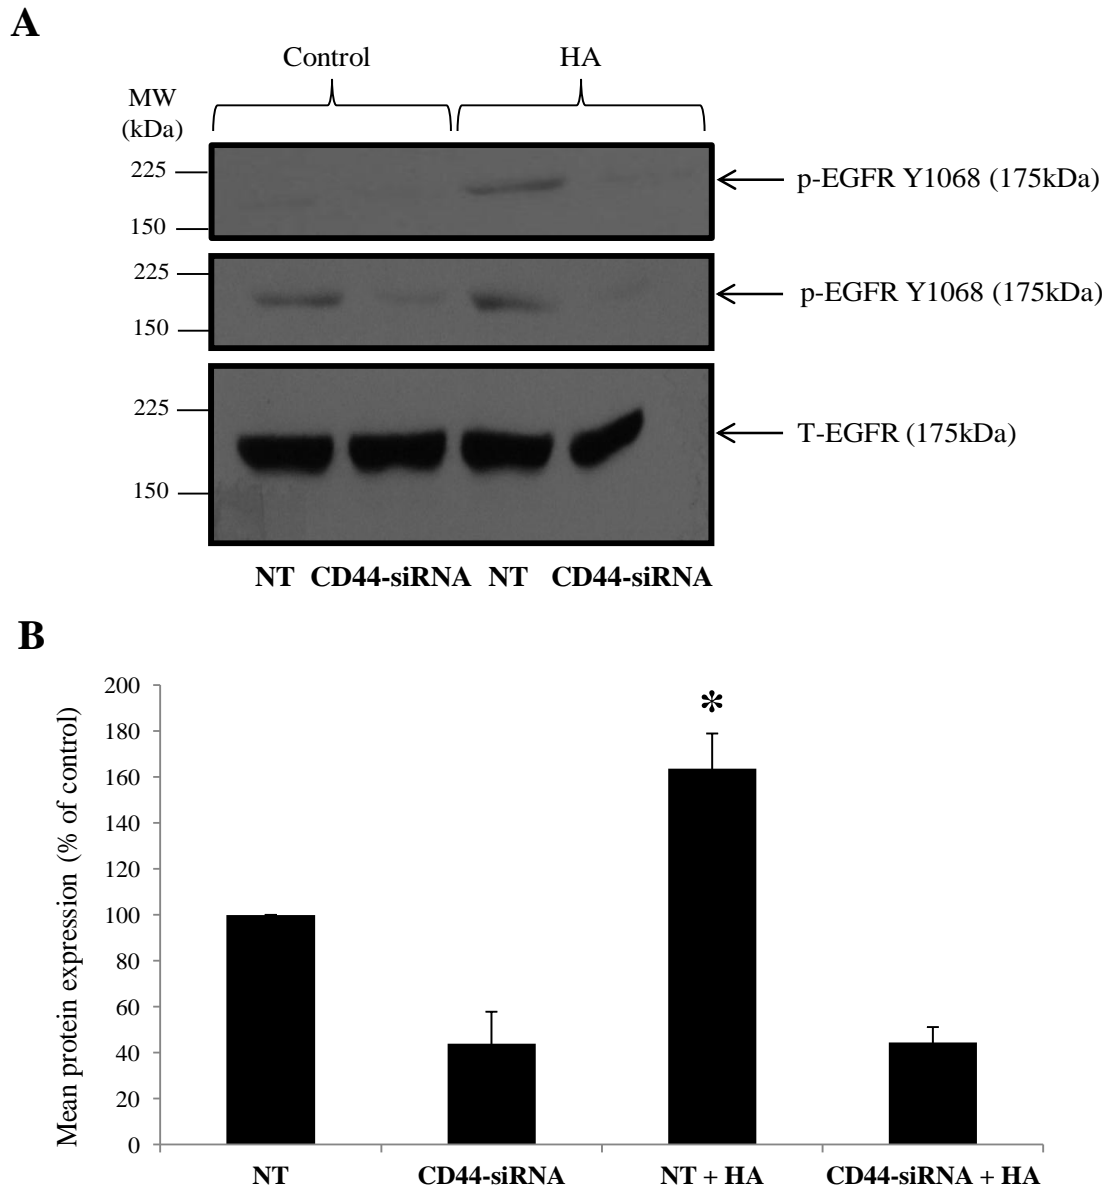 A
Control HA
MW
(kDa)
225
p-EGFR Y1068 (175kDa)
150
225
p-EGFR Y1068 (175kDa)
150
225
T-EGFR (175kDa)
150
NT CD44-siRNA NT CD44-siRNA
B
Mean protein expression (% of control)
200
180
160
140
120
100
80
60
40
20
0
*
NT CD44-siRNA NT + HA CD44-siRNA + HA